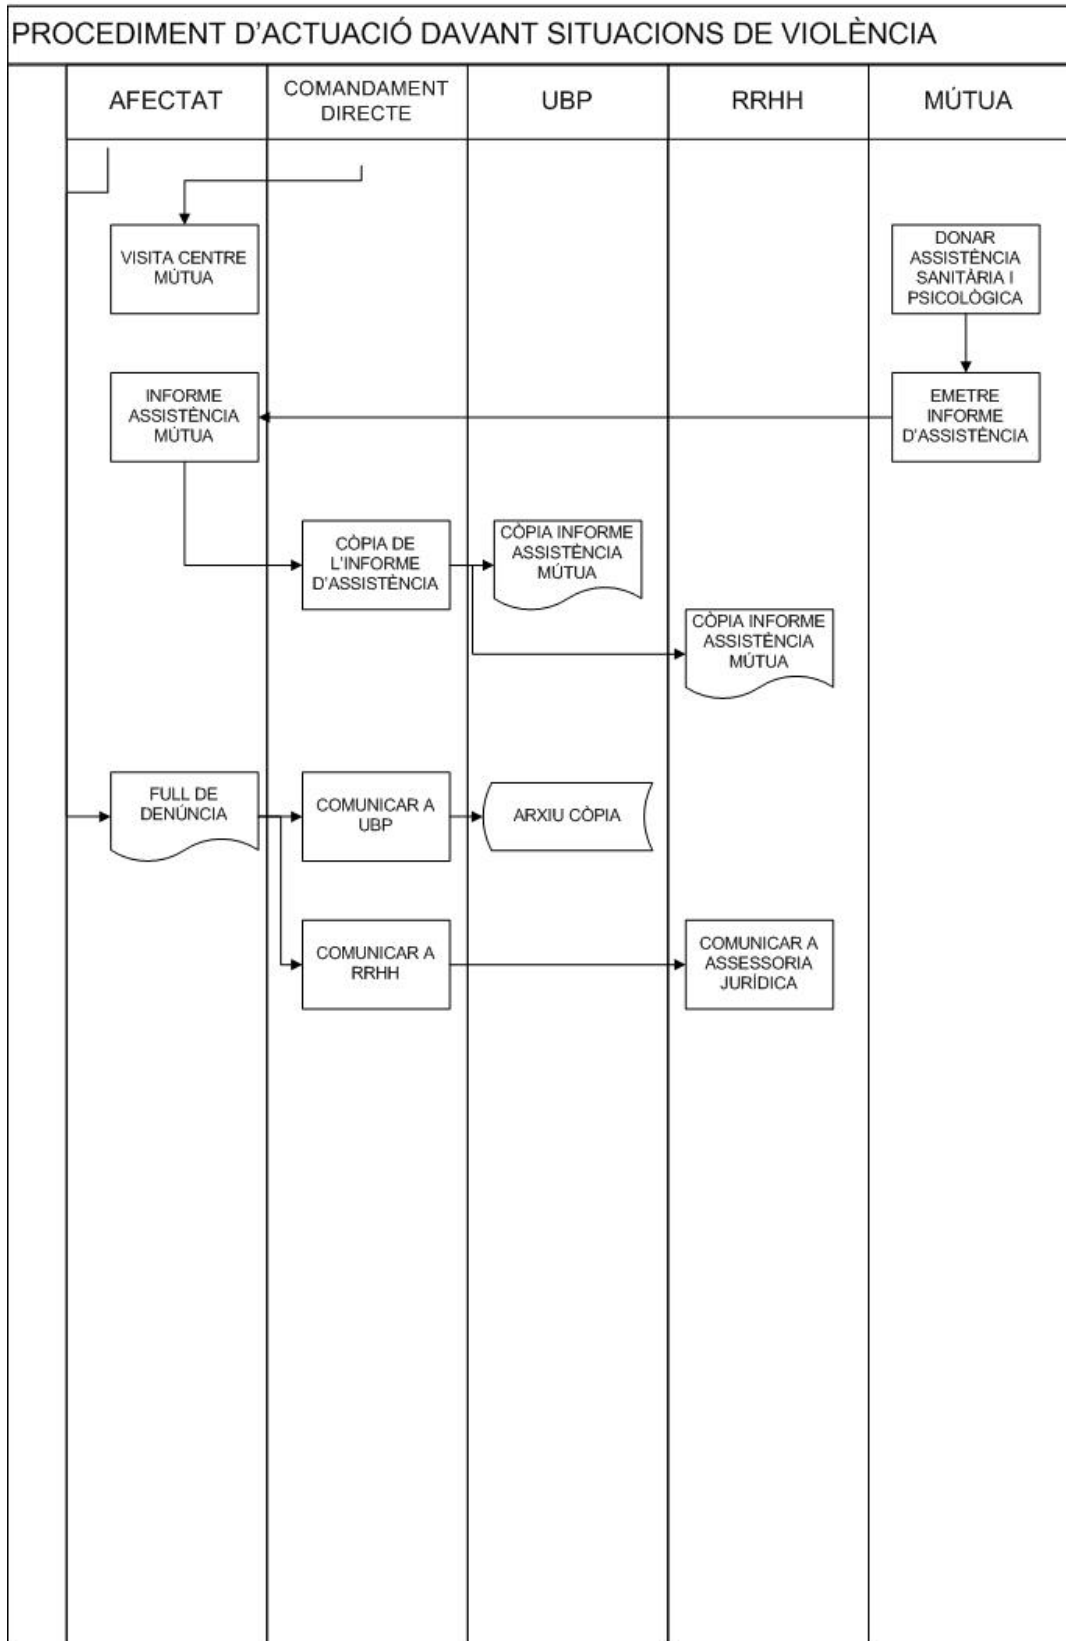 PROCEDIMENT D'ACTUACIÓ DAVANT SITUACIONS DE VIOLÈNCIA
AFECTAT
COMANDAMENT
DIRECTE
UBP
RRHH
MÚTUA
VISITA CENTRE
MÚTUA
DONAR
ASSISTÈNCIA
SANITÀRIA I
PSICOLÒGICA
INFORME
ASSISTÈNCIA
MÚTUA
EMETRE
INFORME
D'ASSISTÈNCIA
CÒPIA DE
L'INFORME
D'ASSISTÈNCIA
CÒPIA INFORME
ASSISTÈNCIA
MÚTUA
CÒPIA INFORME
ASSISTÈNCIA
MÚTUA
FULL DE
DENÚNCIA
COMUNICAR A
UBP
ARXIU CÒPIA
COMUNICAR A
RRHH
COMUNICAR A
ASSESSORIA
JURÍDICA